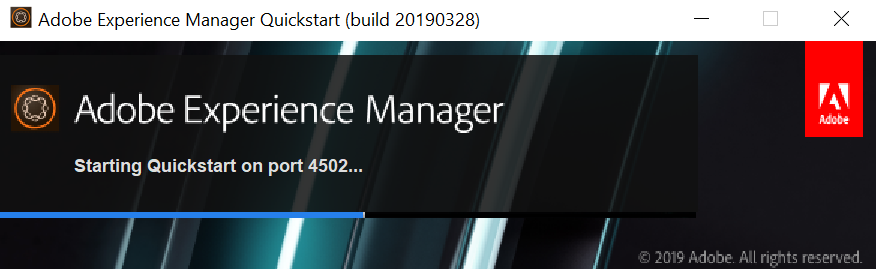 Adobe Experience Manager Quickstart (build 20190328)
Adobe Experience Manager
Adobe
Starting Quickstart on port 4502...
© 2019 Adobe. All rights reserved.